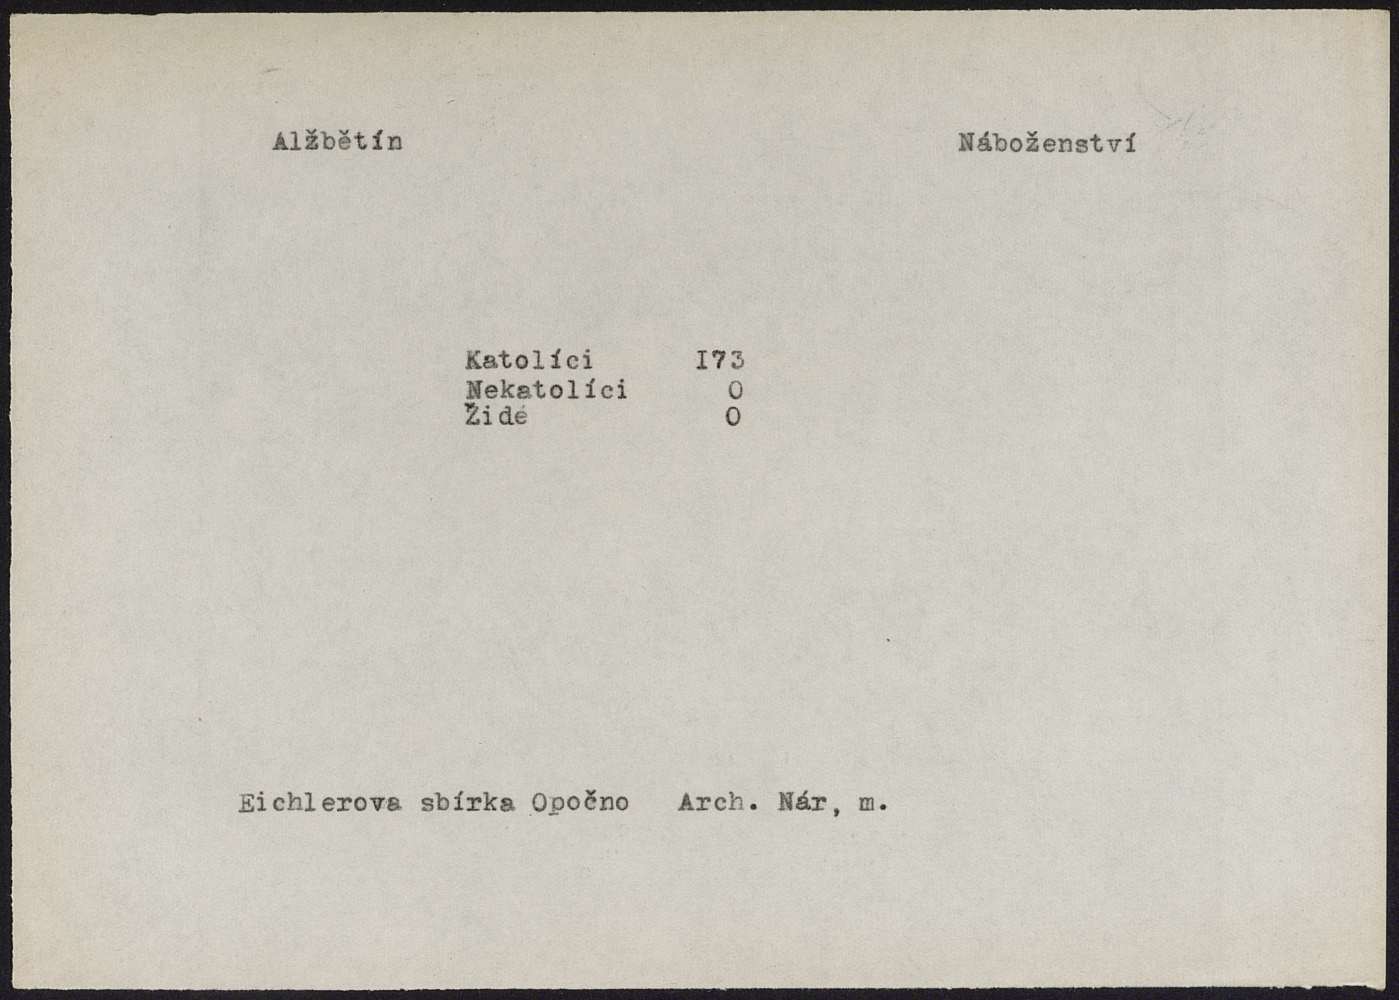 Alžbětín Náboženství
Katolíci I73
Nekatolíci 0
Židé 0
Eichlerova sbírka Opočno Arch. Nár, m.